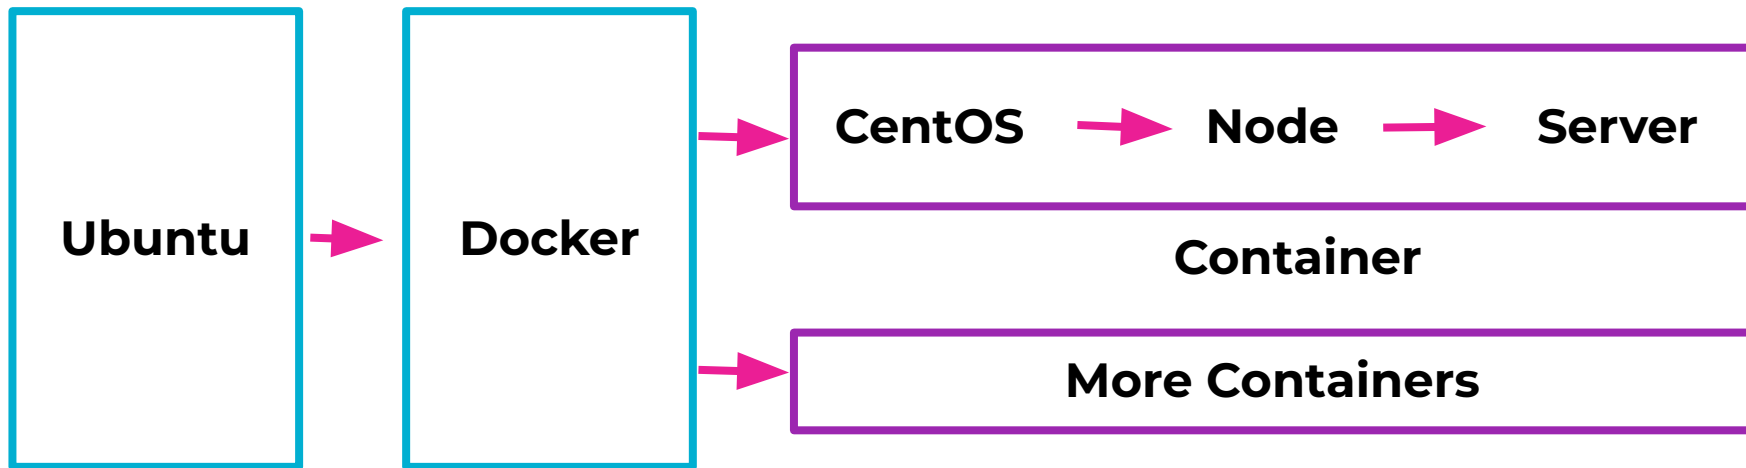 Ubuntu
Docker
CentOS
Node
Server
Container
More Containers